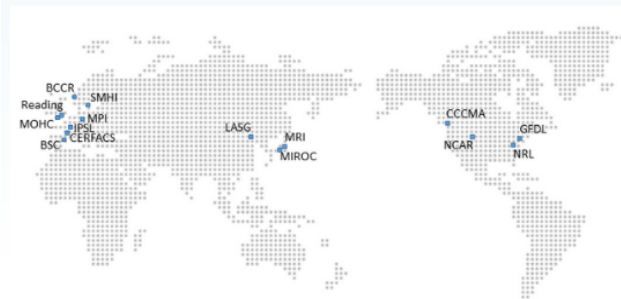 BCCR
SMHI
Reading
MOHC
MPI
IPSL
CERFACS
BSC
LASG
MRI
MIROC
CCCMA
GFDL
NCAR
NRL